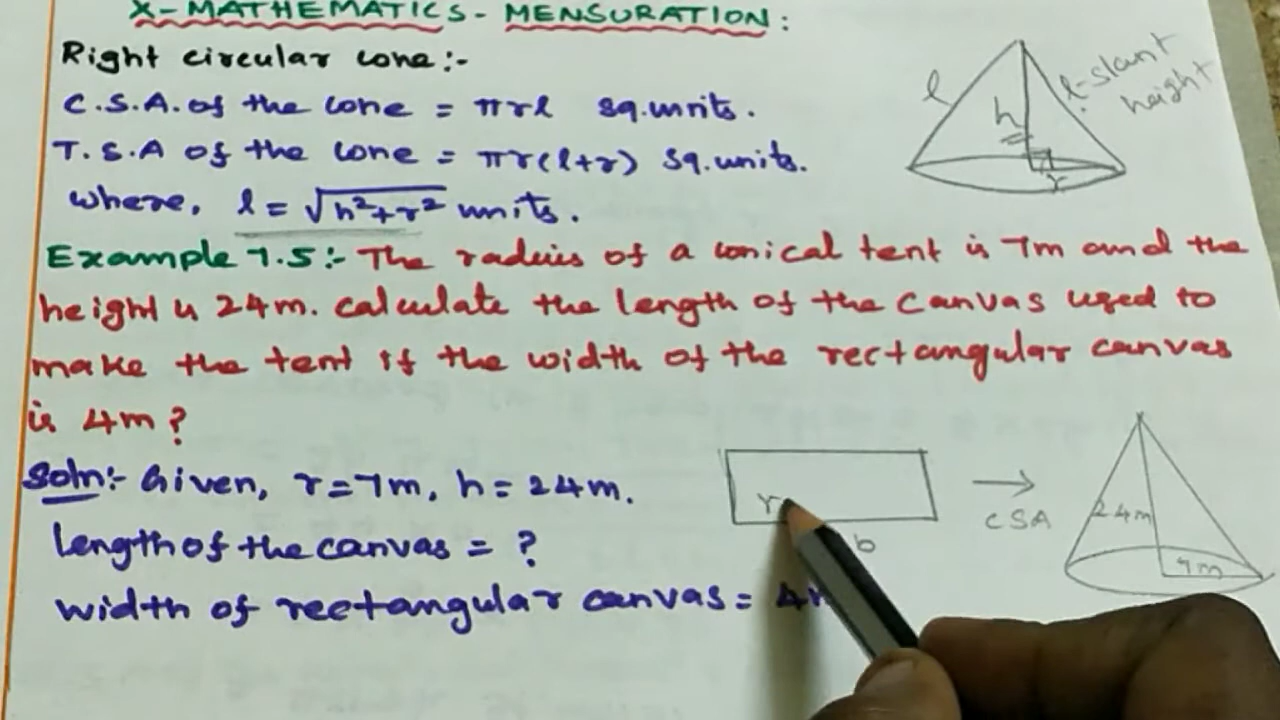 X-MATHEMATICS - MENSURATION:
Right circular cone:-
C.S.A. of the cone = πrl sq.units.
T.S.A of the cone = πr(l+r) sq.units.
where, l = √h²+r² units.
l
h
r
l-slant height
Example 7.5:- The radius of a conical tent is 7m and the
height is 24m. calculate the length of the canvas used to
make the tent if the width of the rectangular canvas
is 4m?
Soln:- Given, r=7m, h=24m.
length of the canvas = ?
width of rectangular canvas = 4m
b
CSA
24m
7m